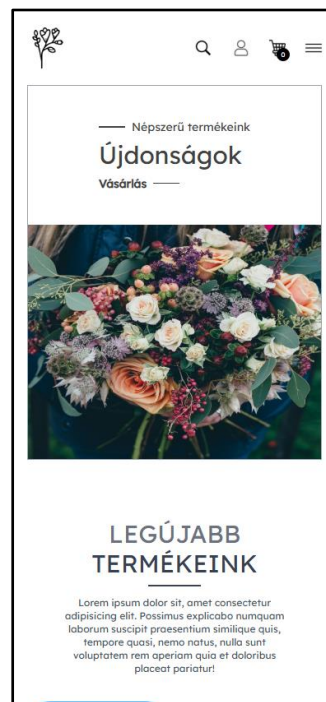 0
Népszerű termékeink
Újdonságok
Vásárlás
LEGÚJABB
TERMÉKEINK
Lorem ipsum dolor sit, amet consectetur
adipisicing elit. Possimus explicabo numquam
laborum suscipit praesentium similique quis,
tempore quasi, nemo natus, nulla sunt
voluptatem rem aperiam quia et doloribus
placeat pariatur!